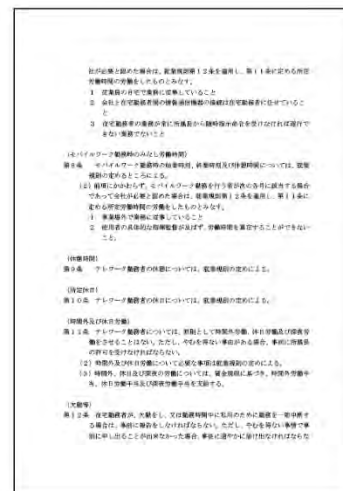 社が必要と認めた場合は、就業規則第12条を適用し、第11条に定める所定
労働時間の労働をしたものとみなす。
1 従業員の自宅で業務に従事していること
2 会社と在宅勤務者間の情報通信機器の接続は在宅勤務者に任せているこ
と
3 在宅勤務者の業務が常に所属長から随時指示命令を受けなければ遂行で
きない業務でないこと
(モバイルワーク勤務時のみなし労働時間)
第8条 モバイルワーク勤務時の始業時刻、終業時刻及び休憩時間については、就業
規則の定めるところによる。
(2)前項にかかわらず、モバイルワーク勤務を行う者が次の各号に該当する場合
であって会社が必要と認めた場合は、就業規則第12条を適用し、第11条に
定める所定労働時間の労働をしたものとみなす。
1 事業場外で業務に従事していること
2 使用者の具体的な指揮監督が及ばず、労働時間を算定することができない
こと。
(休憩時間)
第9条 テレワーク勤務者の休憩については、就業規則の定めによる。
(所定休日)
第10条 テレワーク勤務者の休日については、就業規則の定めによる。
(時間外及び休日労働)
第11条 テレワーク勤務者については、原則として時間外労働、休日労働及び深夜労
働をさせることはない。ただし、やむを得ない事由がある場合、事前に所属長
の許可を受けなければならない。
(2)時間外及び休日労働について必要な事項は就業規則の定めによる。
(3)時間外、休日及び深夜の労働については、賃金規程に基づき、時間外労働手
当、休日労働手当及び深夜労働手当を支給する。
(欠勤等)
第12条 在宅勤務者が、欠勤をし、又は勤務時間中に私用のために勤務を一部中断す
る場合は、事前に報告をしなければならない。ただし、やむを得ない事情で事
前に申し出ることが出来なかった場合、事後に速やかに届け出なければならな